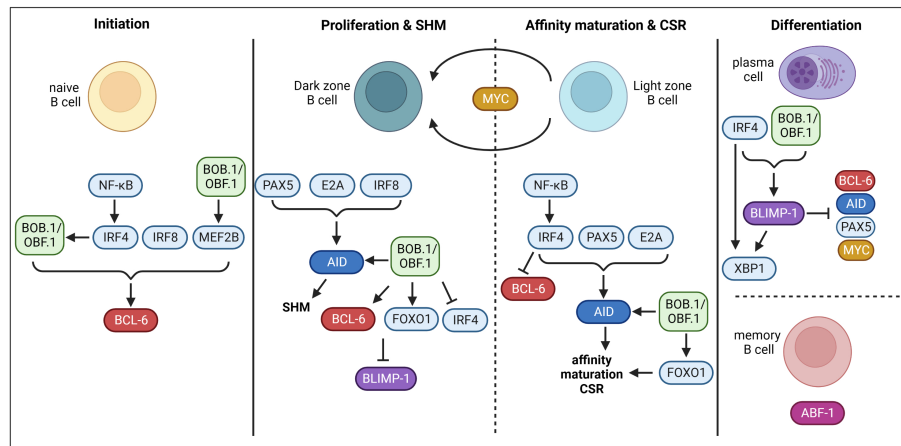 Initiation
naive
B cell
NF-κB
BOB.1/
OBF.1
BOB.1/
OBF.1
IRF4
IRF8
MEF2B
BCL-6
Proliferation & SHM
Dark zone
B cell
MYC
PAX5
E2A
IRF8
AID
BOB.1/
OBF.1
SHM
BCL-6
FOXO1
IRF4
BLIMP-1
Affinity maturation & CSR
Light zone
B cell
NF-κB
IRF4
PAX5
E2A
BCL-6
AID
BOB.1/
OBF.1
affinity
maturation
CSR
FOXO1
Differentiation
plasma
cell
IRF4
BOB.1/
OBF.1
BLIMP-1
BCL-6
AID
PAX5
MYC
XBP1
memory
B cell
ABF-1